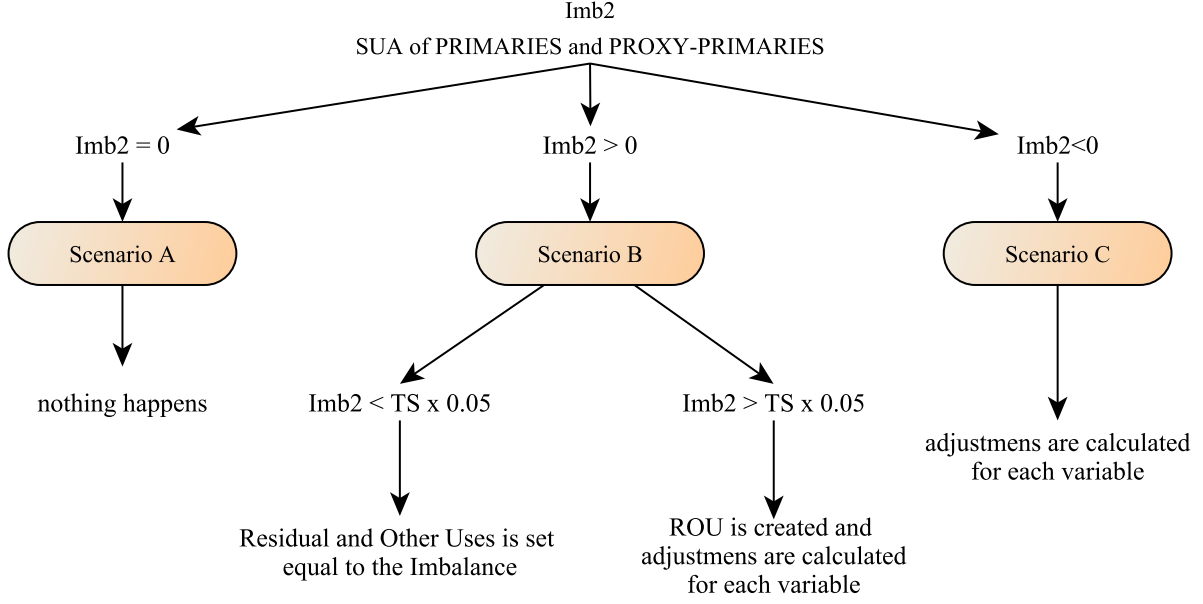 Imb2
SUA of PRIMARIES and PROXY-PRIMARIES
Imb2 = 0
Imb2 > 0
Imb2<0
Scenario A
Scenario B
Scenario C
nothing happens
Imb2 < TS x 0.05
Imb2 > TS x 0.05
adjustmens are calculated
for each variable
Residual and Other Uses is set
equal to the Imbalance
ROU is created and
adjustmens are calculated
for each variable